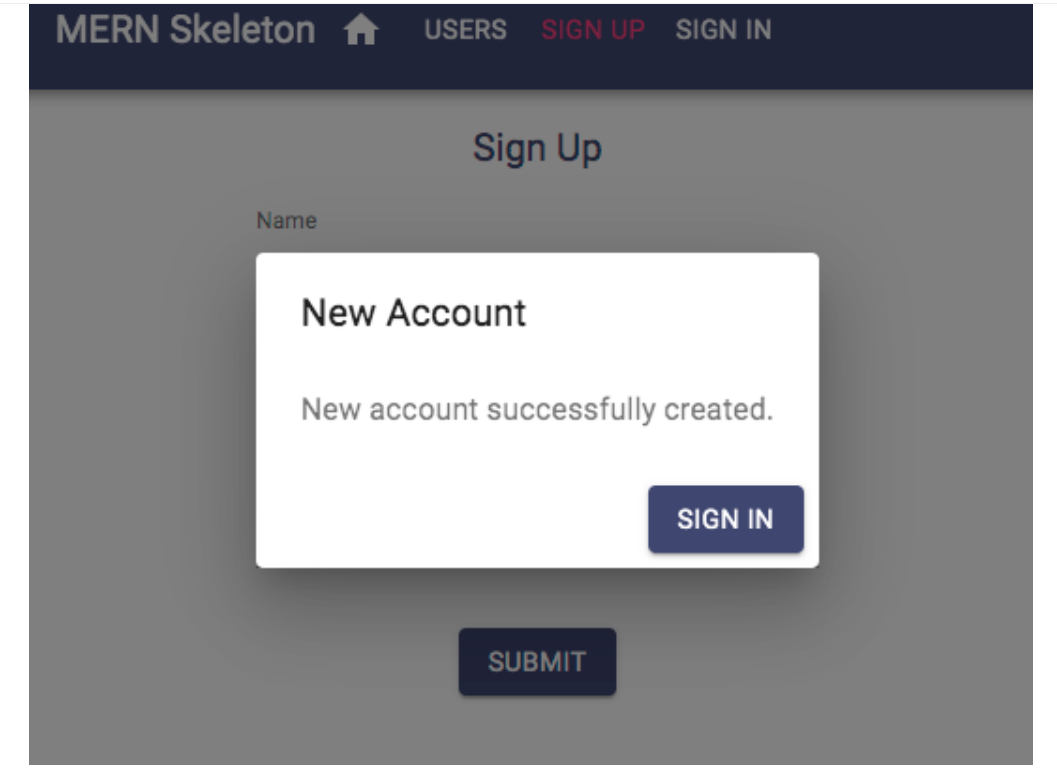 MERN Skeleton USERS SIGN UP SIGN IN
Sign Up
Name
New Account
New account successfully created.
SIGN IN
SUBMIT